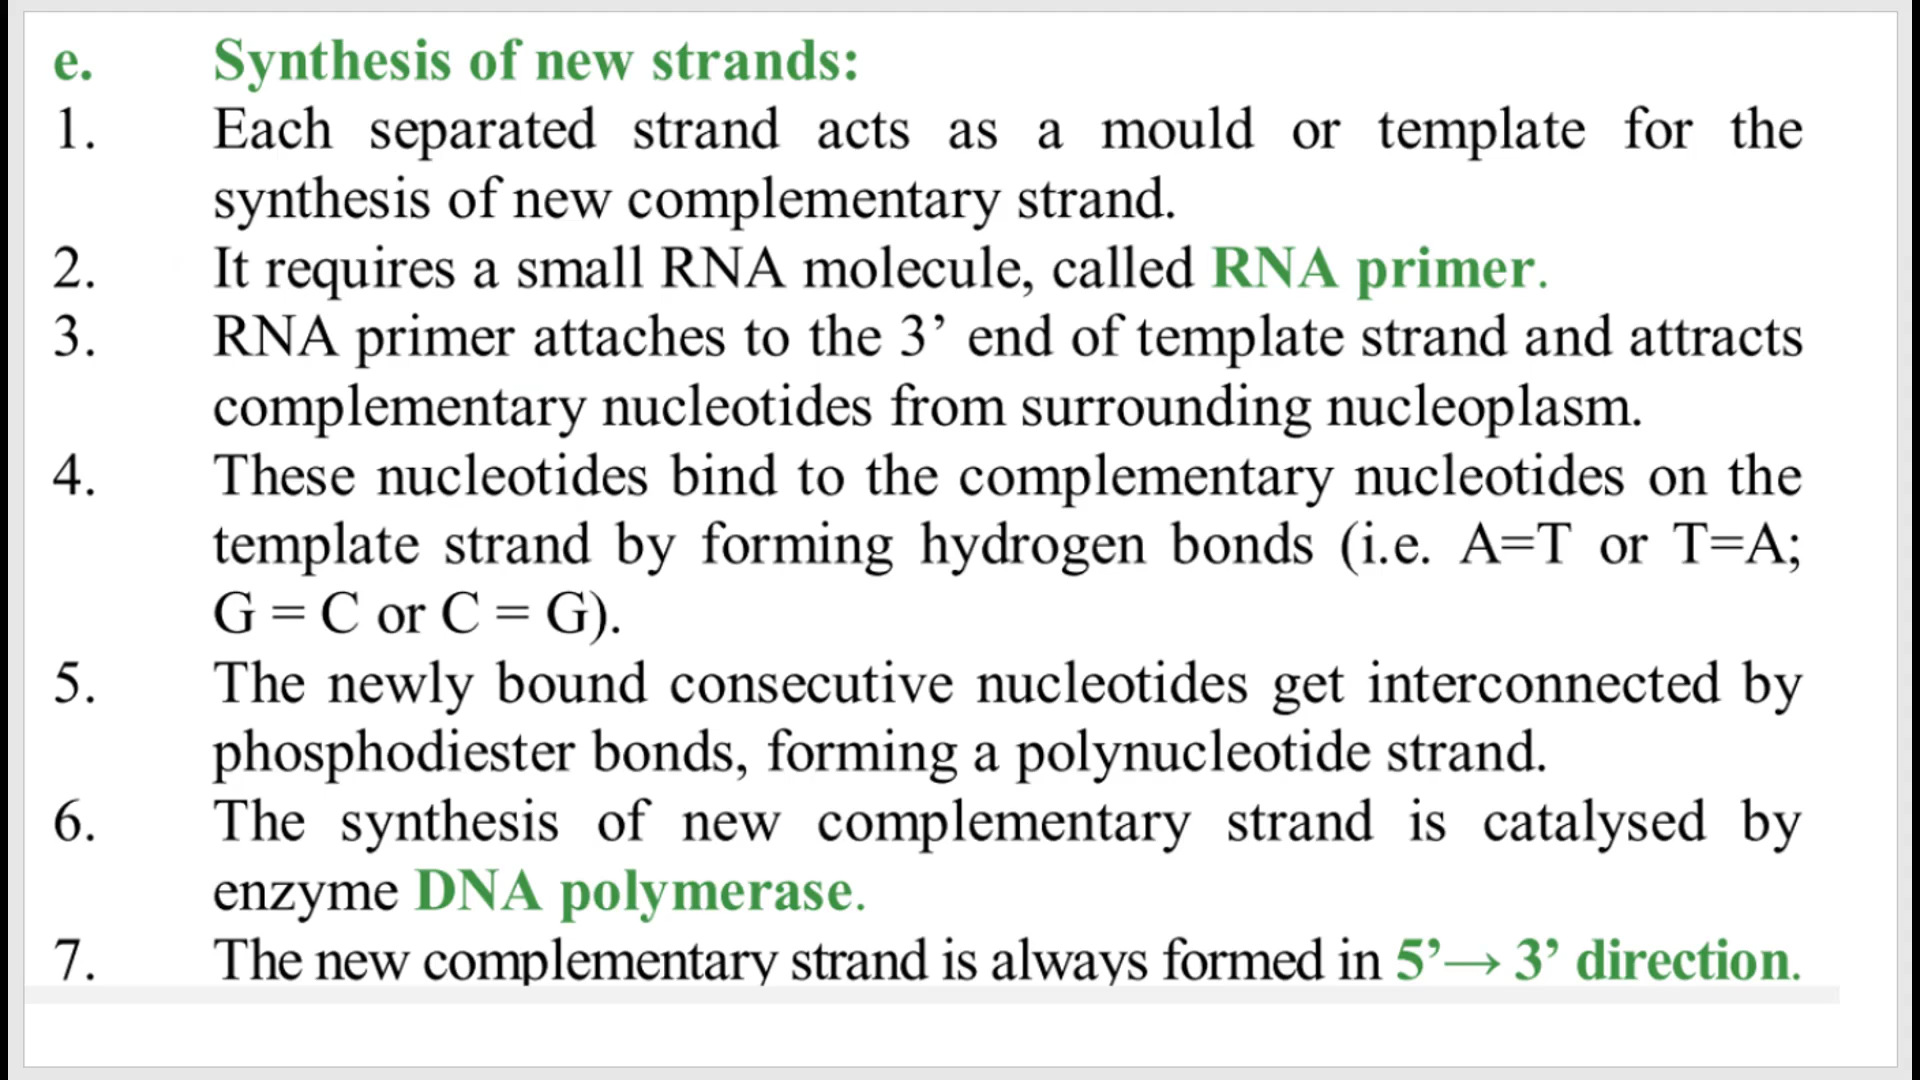 e. Synthesis of new strands:
1. Each separated strand acts as a mould or template for the
synthesis of new complementary strand.
2. It requires a small RNA molecule, called RNA primer.
3. RNA primer attaches to the 3’ end of template strand and attracts
complementary nucleotides from surrounding nucleoplasm.
4. These nucleotides bind to the complementary nucleotides on the
template strand by forming hydrogen bonds (i.e. A=T or T=A;
G = C or C = G).
5. The newly bound consecutive nucleotides get interconnected by
phosphodiester bonds, forming a polynucleotide strand.
6. The synthesis of new complementary strand is catalysed by
enzyme DNA polymerase.
7. The new complementary strand is always formed in 5’→ 3’ direction.